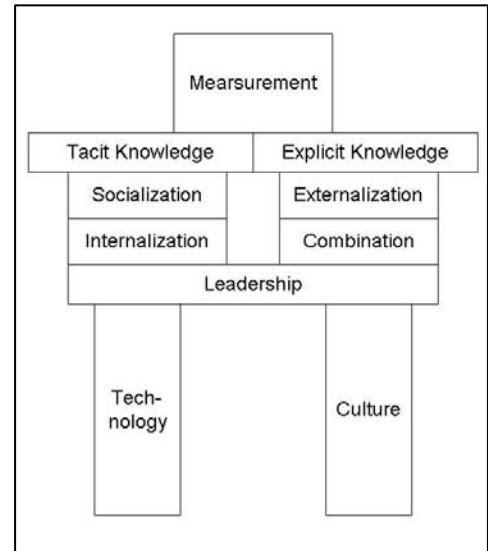 Mearsurement
Tacit Knowledge
Explicit Knowledge
Socialization
Externalization
Internalization
Combination
Leadership
Tech-
nology
Culture